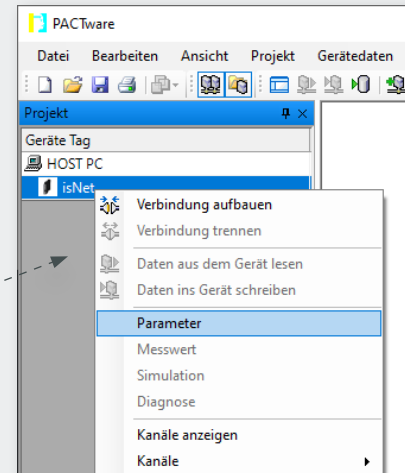 PACTware
Datei Bearbeiten Ansicht Projekt Gerätedaten
Projekt
Geräte Tag
HOST PC
isNet
Verbindung aufbauen
Verbindung trennen
Daten aus dem Gerät lesen
Daten ins Gerät schreiben
Parameter
Messwert
Simulation
Diagnose
Kanäle anzeigen
Kanäle